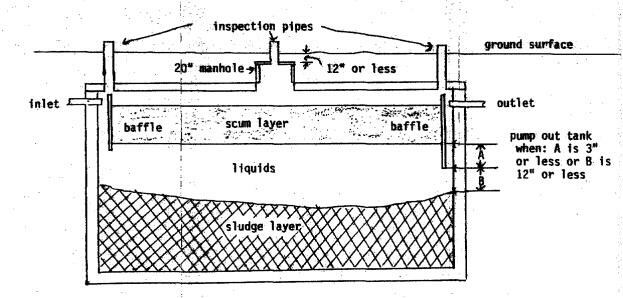 inspection pipes
ground surface
20" manhole
12" or less
inlet
outlet
baffle
scum layer
baffle
pump out tank
when: A is 3"
or less or B is
12" or less
A
liquids
B
sludge layer